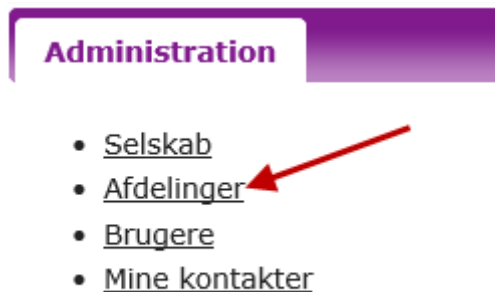 Administration
Selskab
Afdelinger
Brugere
Mine kontakter